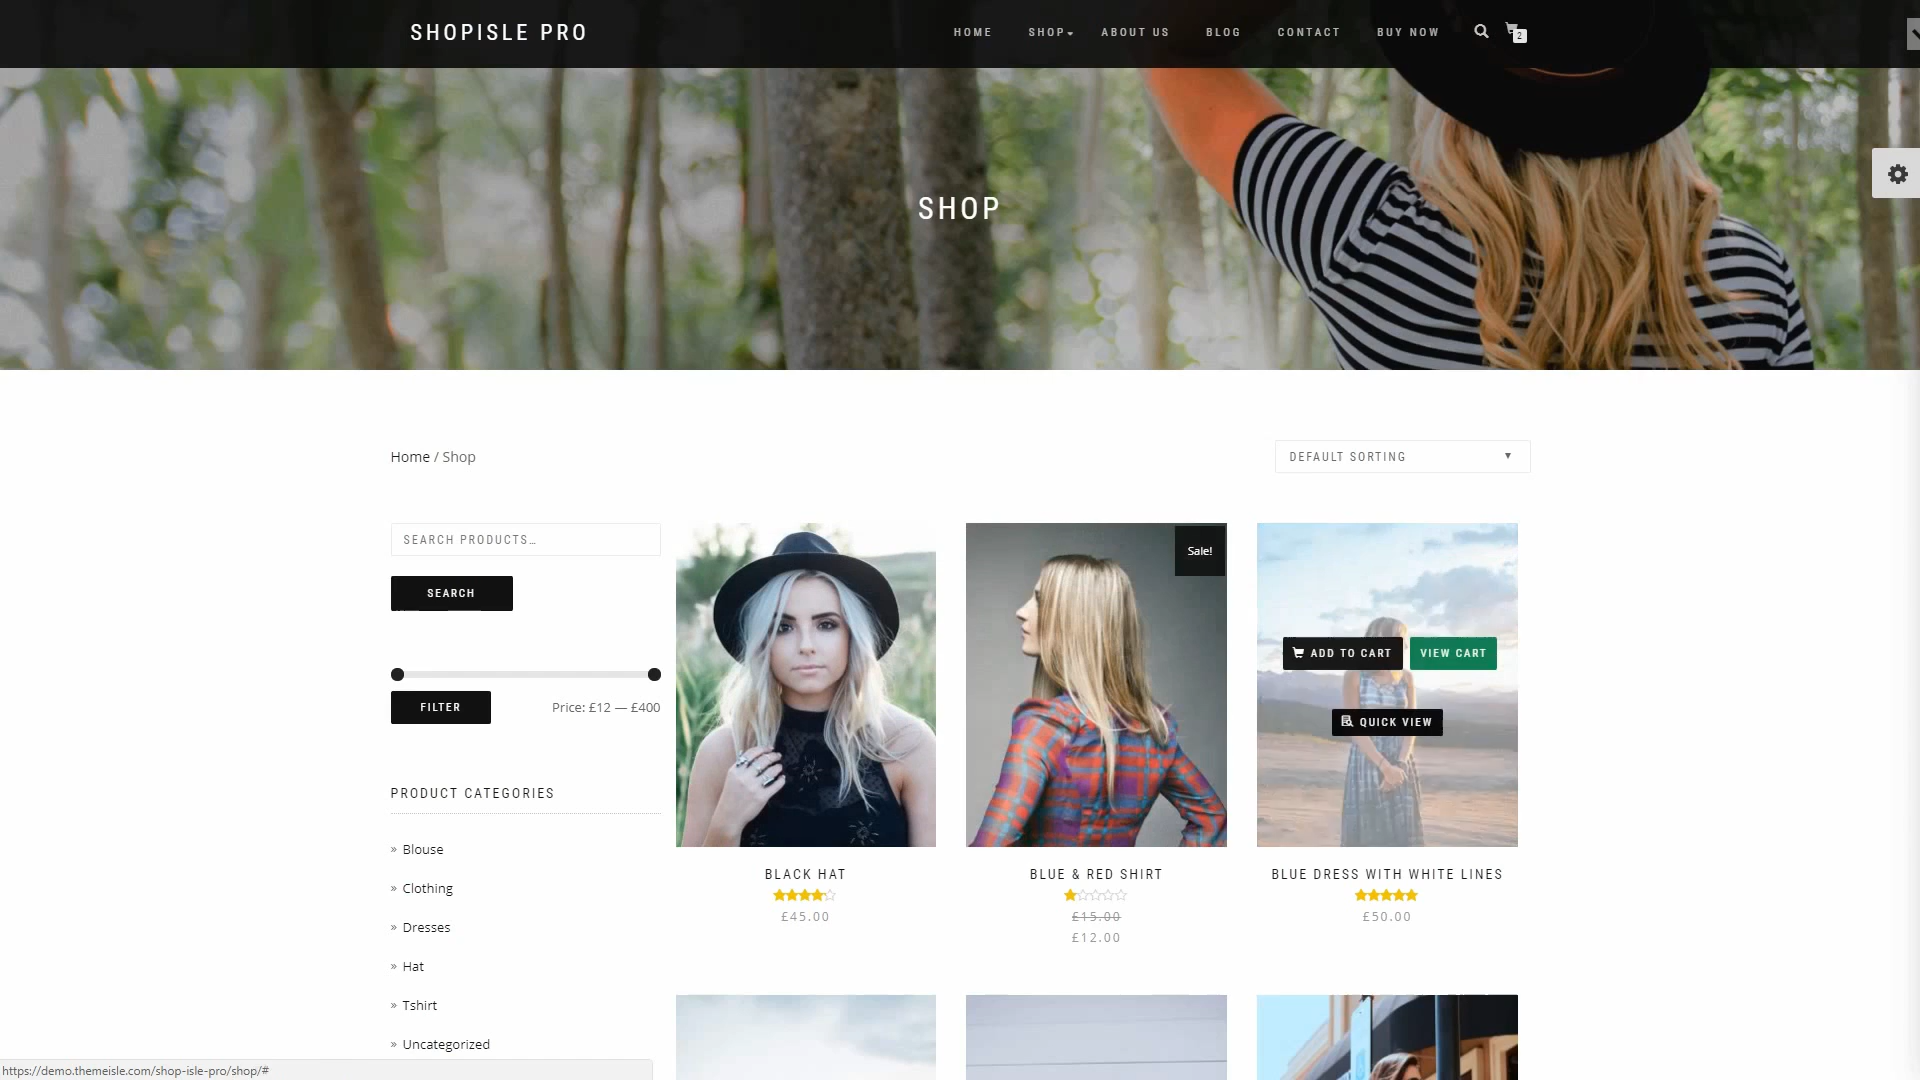 SHOPISLE PRO
HOME SHOP ABOUT US BLOG CONTACT BUY NOW 2
SHOP
Home / Shop
DEFAULT SORTING
SEARCH PRODUCTS...
SEARCH
FILTER
Price: £12 — £400
PRODUCT CATEGORIES
» Blouse
» Clothing
» Dresses
» Hat
» Tshirt
» Uncategorized
Sale!
ADD TO CART
VIEW CART
QUICK VIEW
BLACK HAT
£45.00
BLUE & RED SHIRT
£15.00
£12.00
BLUE DRESS WITH WHITE LINES
£50.00
https://demo.themeisle.com/shop-isle-pro/shop/#